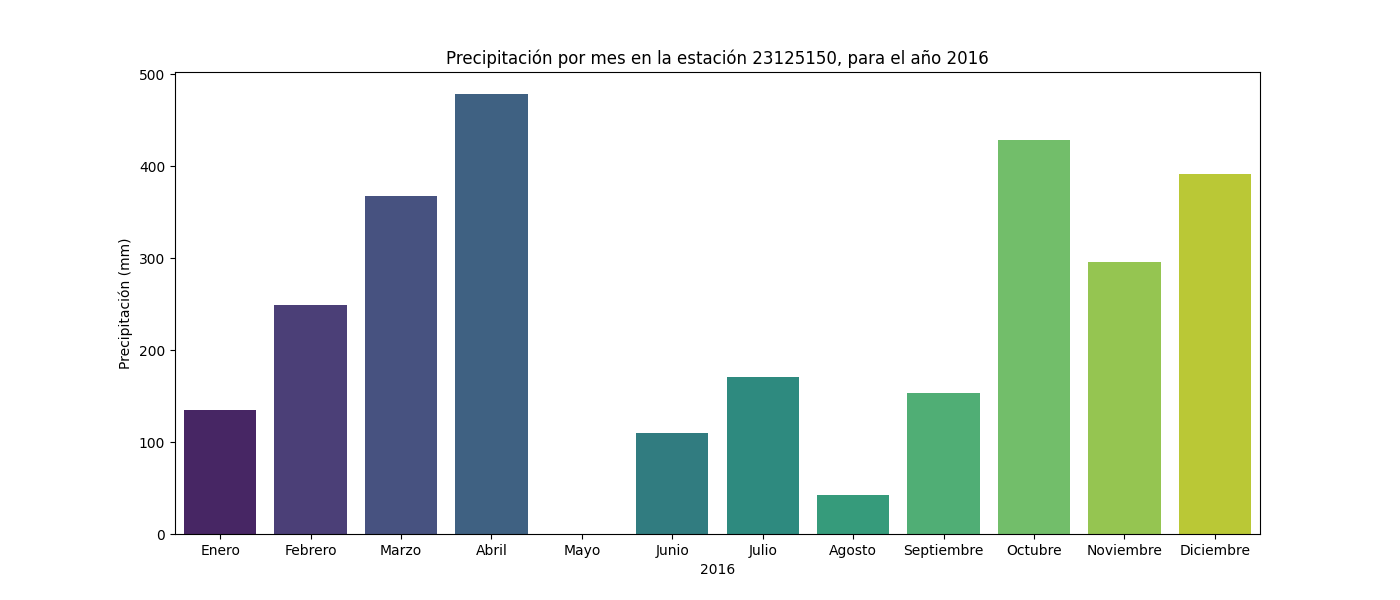 Precipitación por mes en la estación 23125150, para el año 2016
500
400
300
200
100
0
Precipitación (mm)
Enero Febrero Marzo Abril Mayo Junio Julio Agosto Septiembre Octubre Noviembre Diciembre
2016